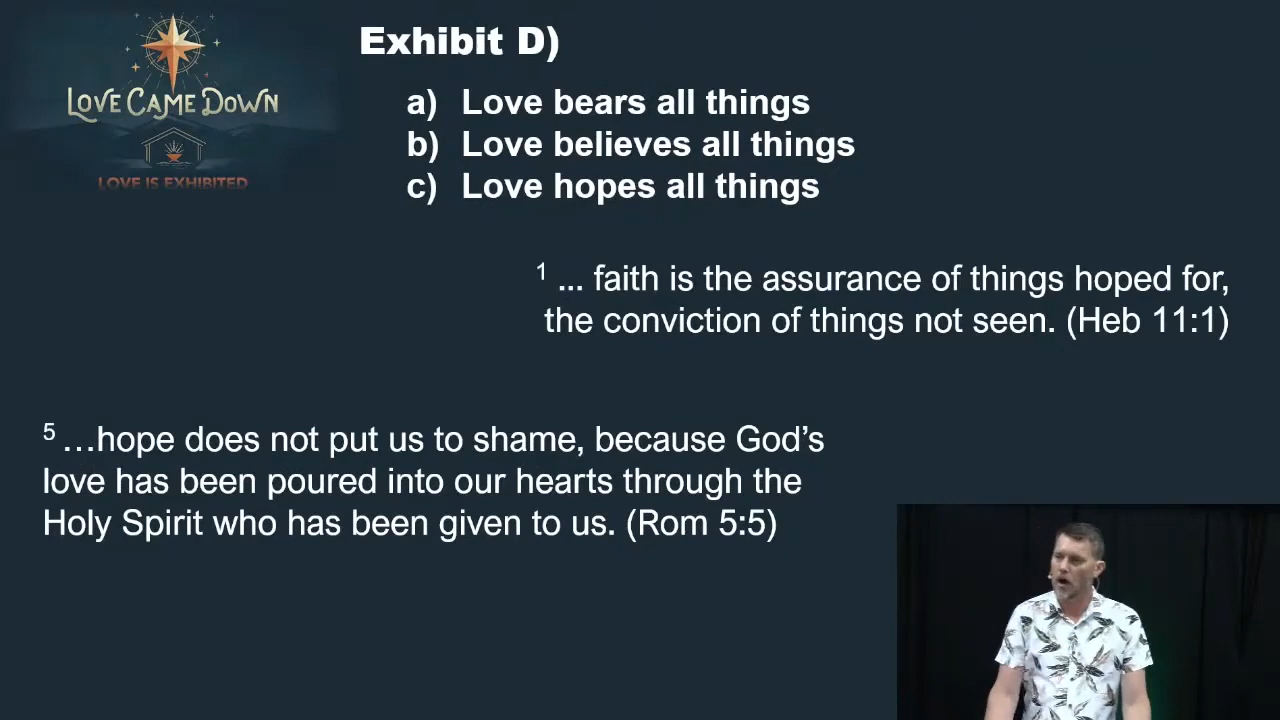 LOVE CAME DOWN
LOVE IS EXHIBITED
Exhibit D)
a) Love bears all things
b) Love believes all things
c) Love hopes all things
1 ... faith is the assurance of things hoped for,
the conviction of things not seen. (Heb 11:1)
5 …hope does not put us to shame, because God’s
love has been poured into our hearts through the
Holy Spirit who has been given to us. (Rom 5:5)